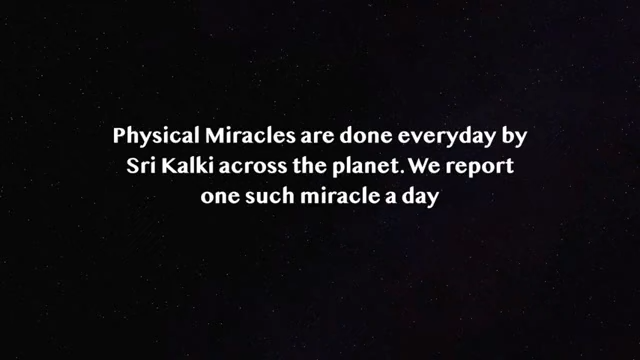 Physical Miracles are done everyday by
Sri Kalki across the planet. We report
one such miracle a day